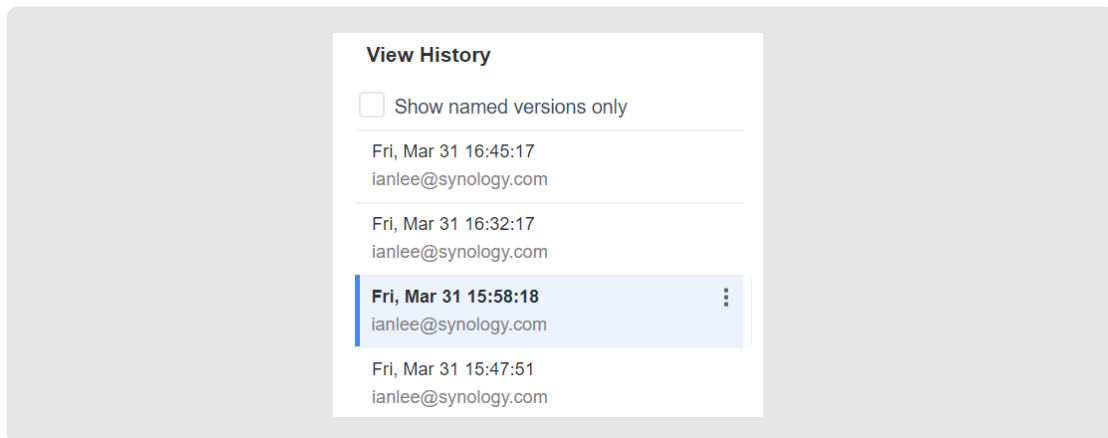 View History
Show named versions only
Fri, Mar 31 16:45:17
ianlee@synology.com
Fri, Mar 31 16:32:17
ianlee@synology.com
Fri, Mar 31 15:58:18
ianlee@synology.com
Fri, Mar 31 15:47:51
ianlee@synology.com